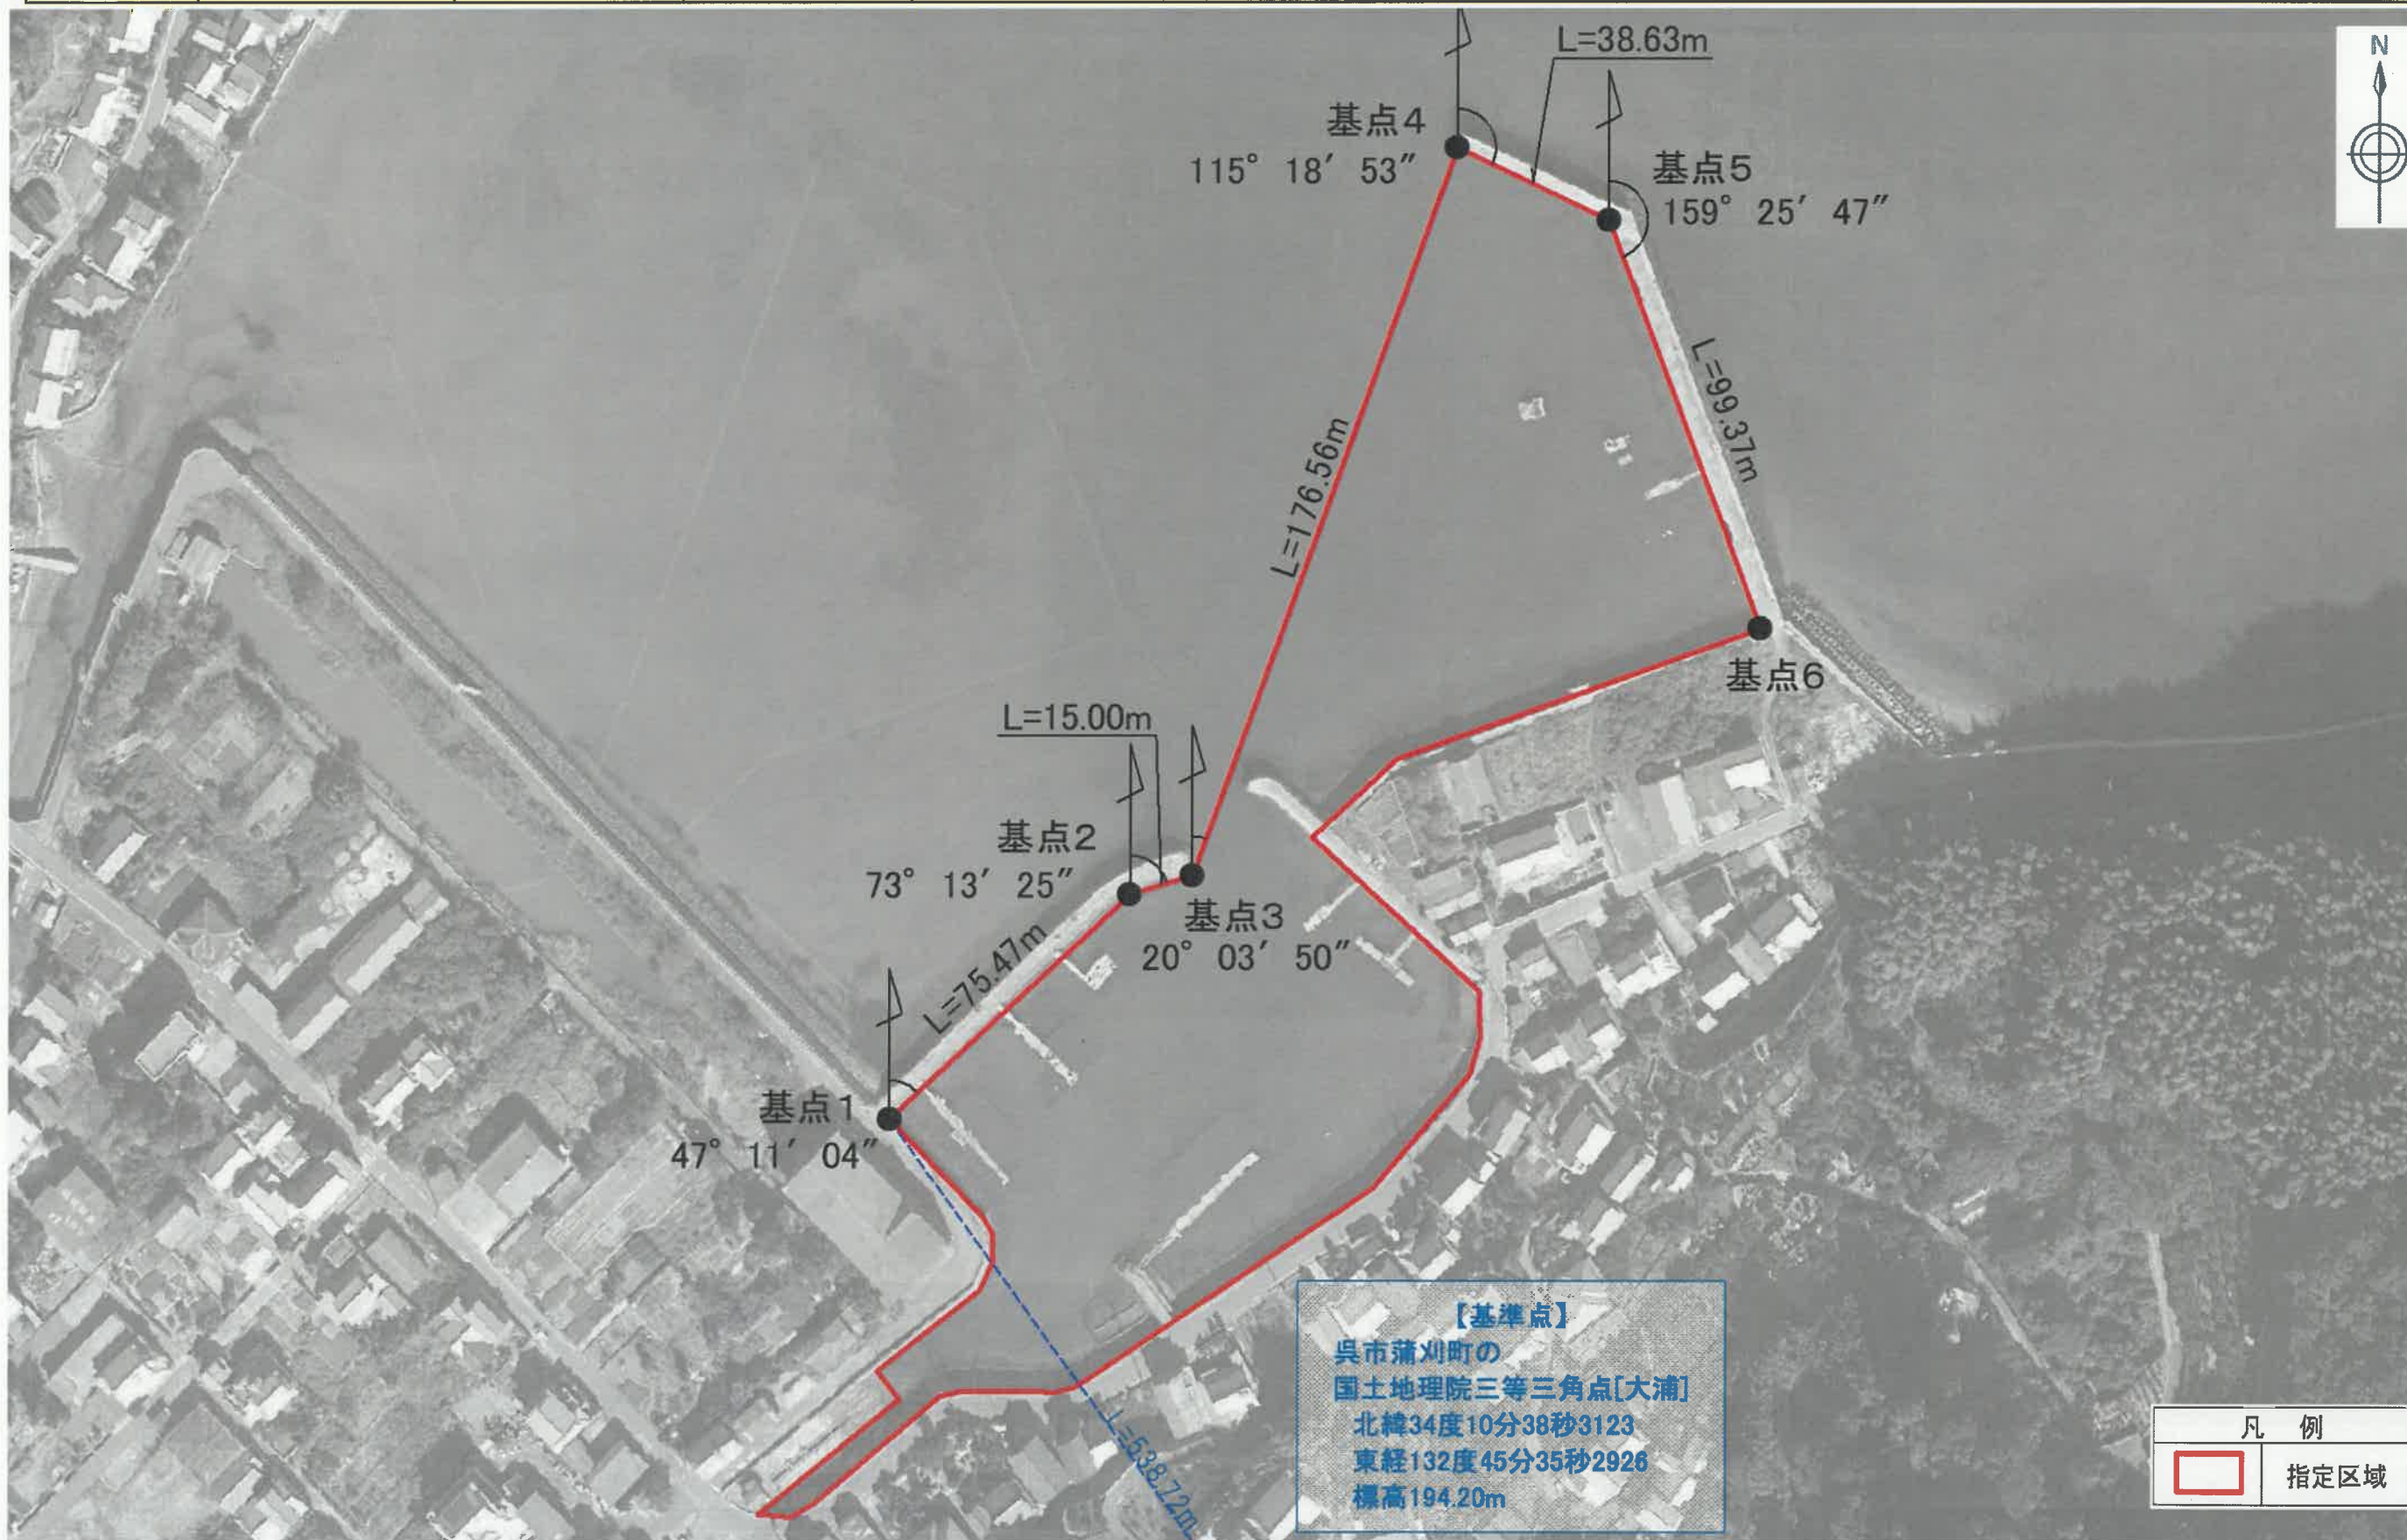 N
L=38.63m
基点4
115° 18′ 53″
基点5
159° 25′ 47″
L=99.37m
L=176.56m
基点6
L=15.00m
基点2
73° 13′ 25″
基点3
20° 03′ 50″
L=75.47m
基点1
47° 11′ 04″
L=538.72m
【基準点】
呉市蒲刈町の
国土地理院三等三角点[大浦]
北緯34度10分38秒3123
東経132度45分35秒2926
標高194.20m
凡 例
指定区域